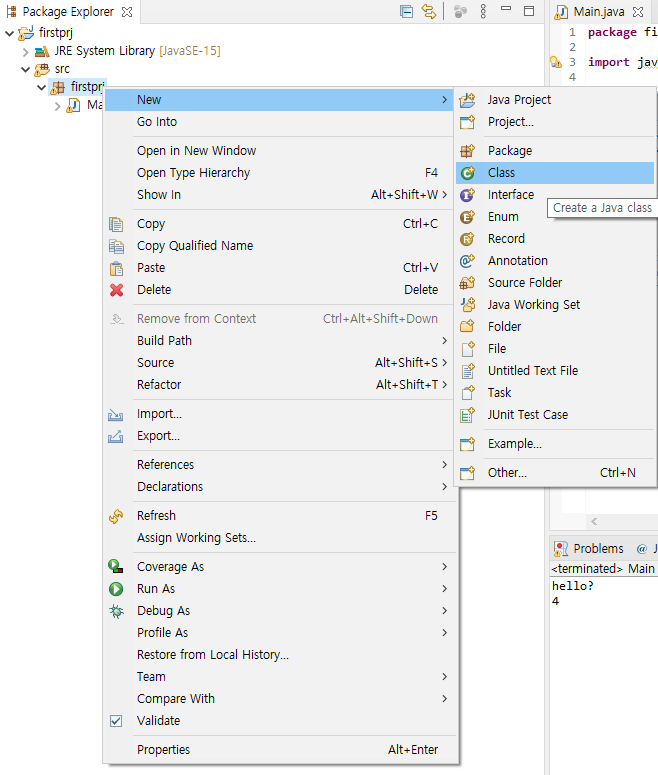 Package Explorer
firstprj
JRE System Library [JavaSE-15]
src
firstprj
Ma
New
Go Into
Open in New Window
Open Type Hierarchy F4
Show In Alt+Shift+W
Copy Ctrl+C
Copy Qualified Name
Paste Ctrl+V
Delete Delete
Remove from Context Ctrl+Alt+Shift+Down
Build Path
Source Alt+Shift+S
Refactor Alt+Shift+T
Import...
Export...
References
Declarations
Refresh F5
Assign Working Sets...
Coverage As
Run As
Debug As
Profile As
Restore from Local History...
Team
Compare With
Validate
Properties Alt+Enter
Java Project
Project...
Package
Class
Interface
Create a Java class
Enum
Record
Annotation
Source Folder
Java Working Set
Folder
File
Untitled Text File
Task
JUnit Test Case
Example...
Other... Ctrl+N
Main.java
1 package fi
2
3 import jav
4
Problems @ J
<terminated> Main
hello?
4